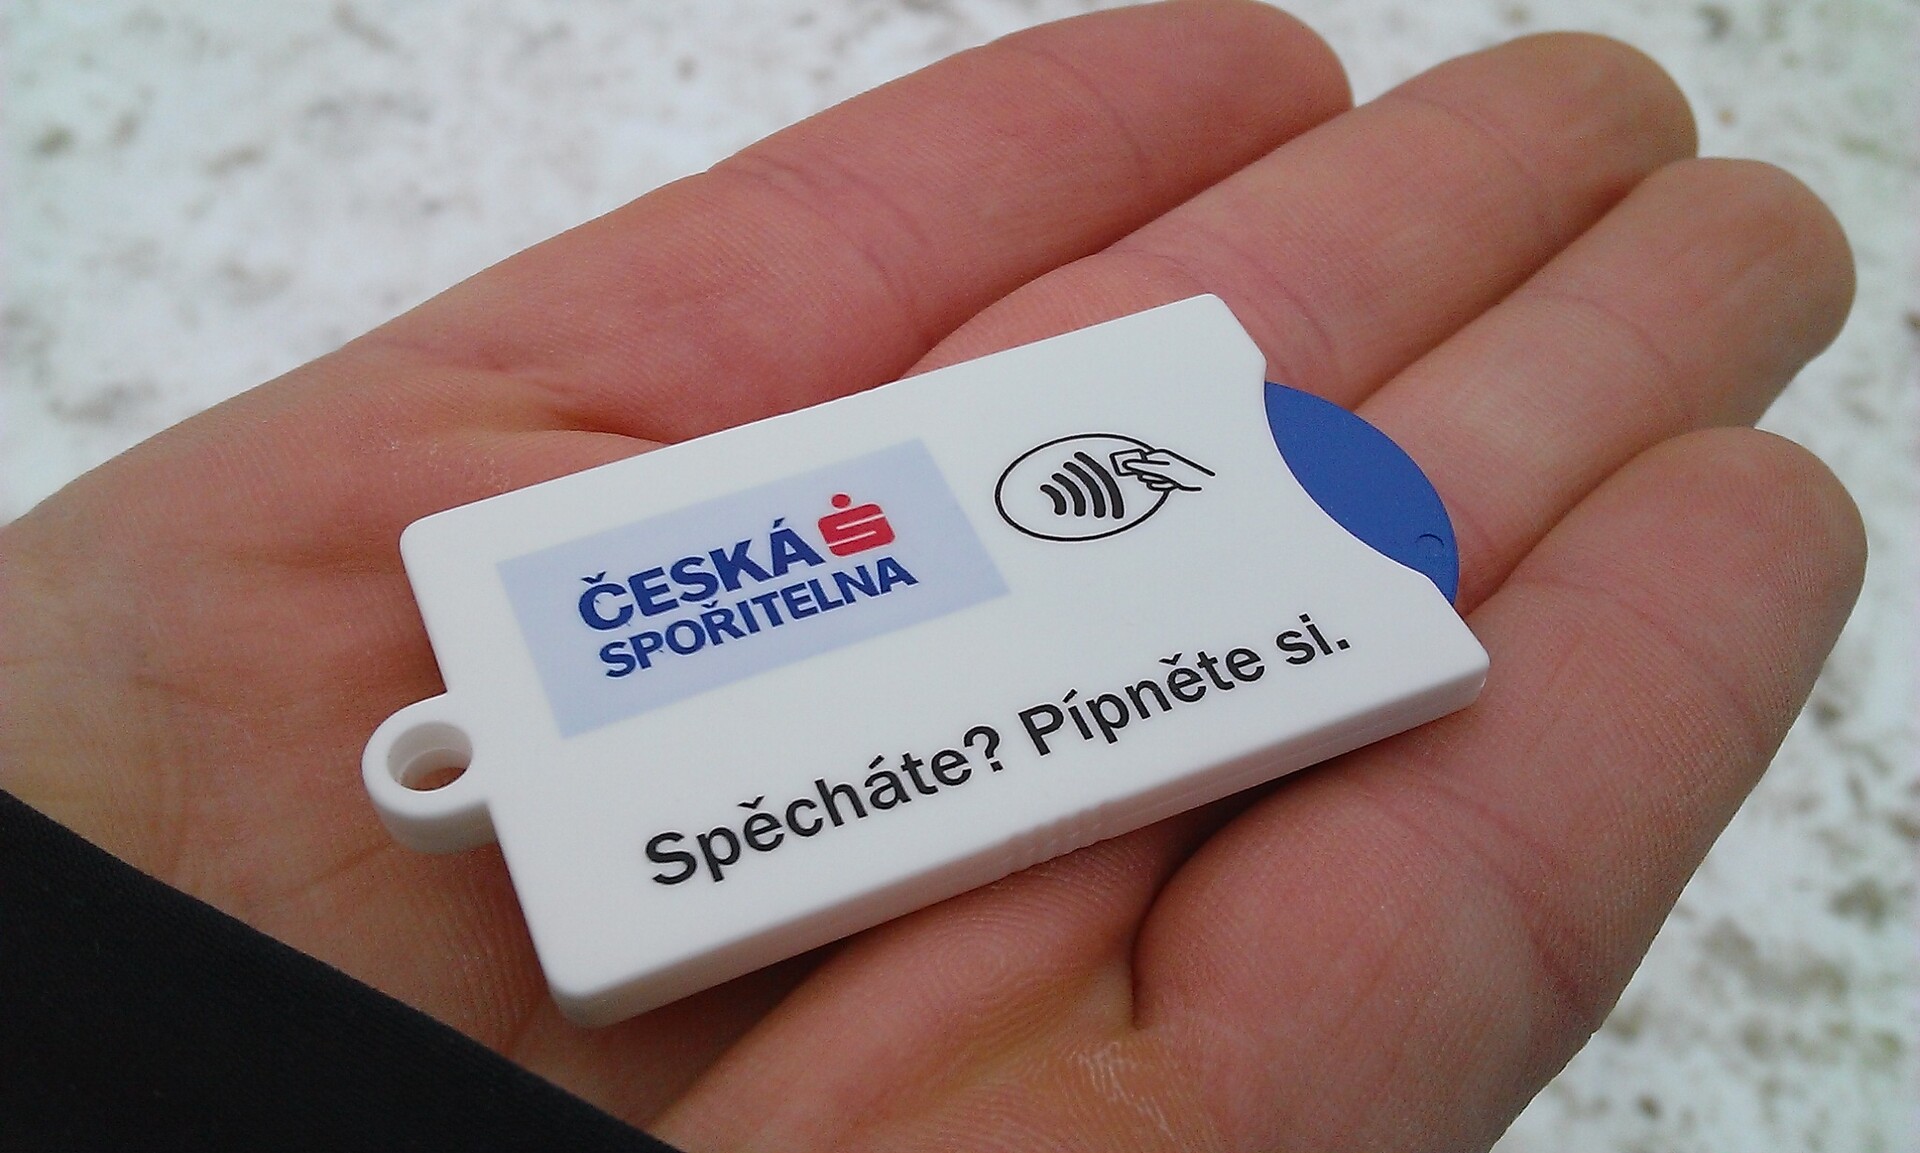 ČESKÁ
SPOŘITELNA
Spěcháte? Pípněte si.